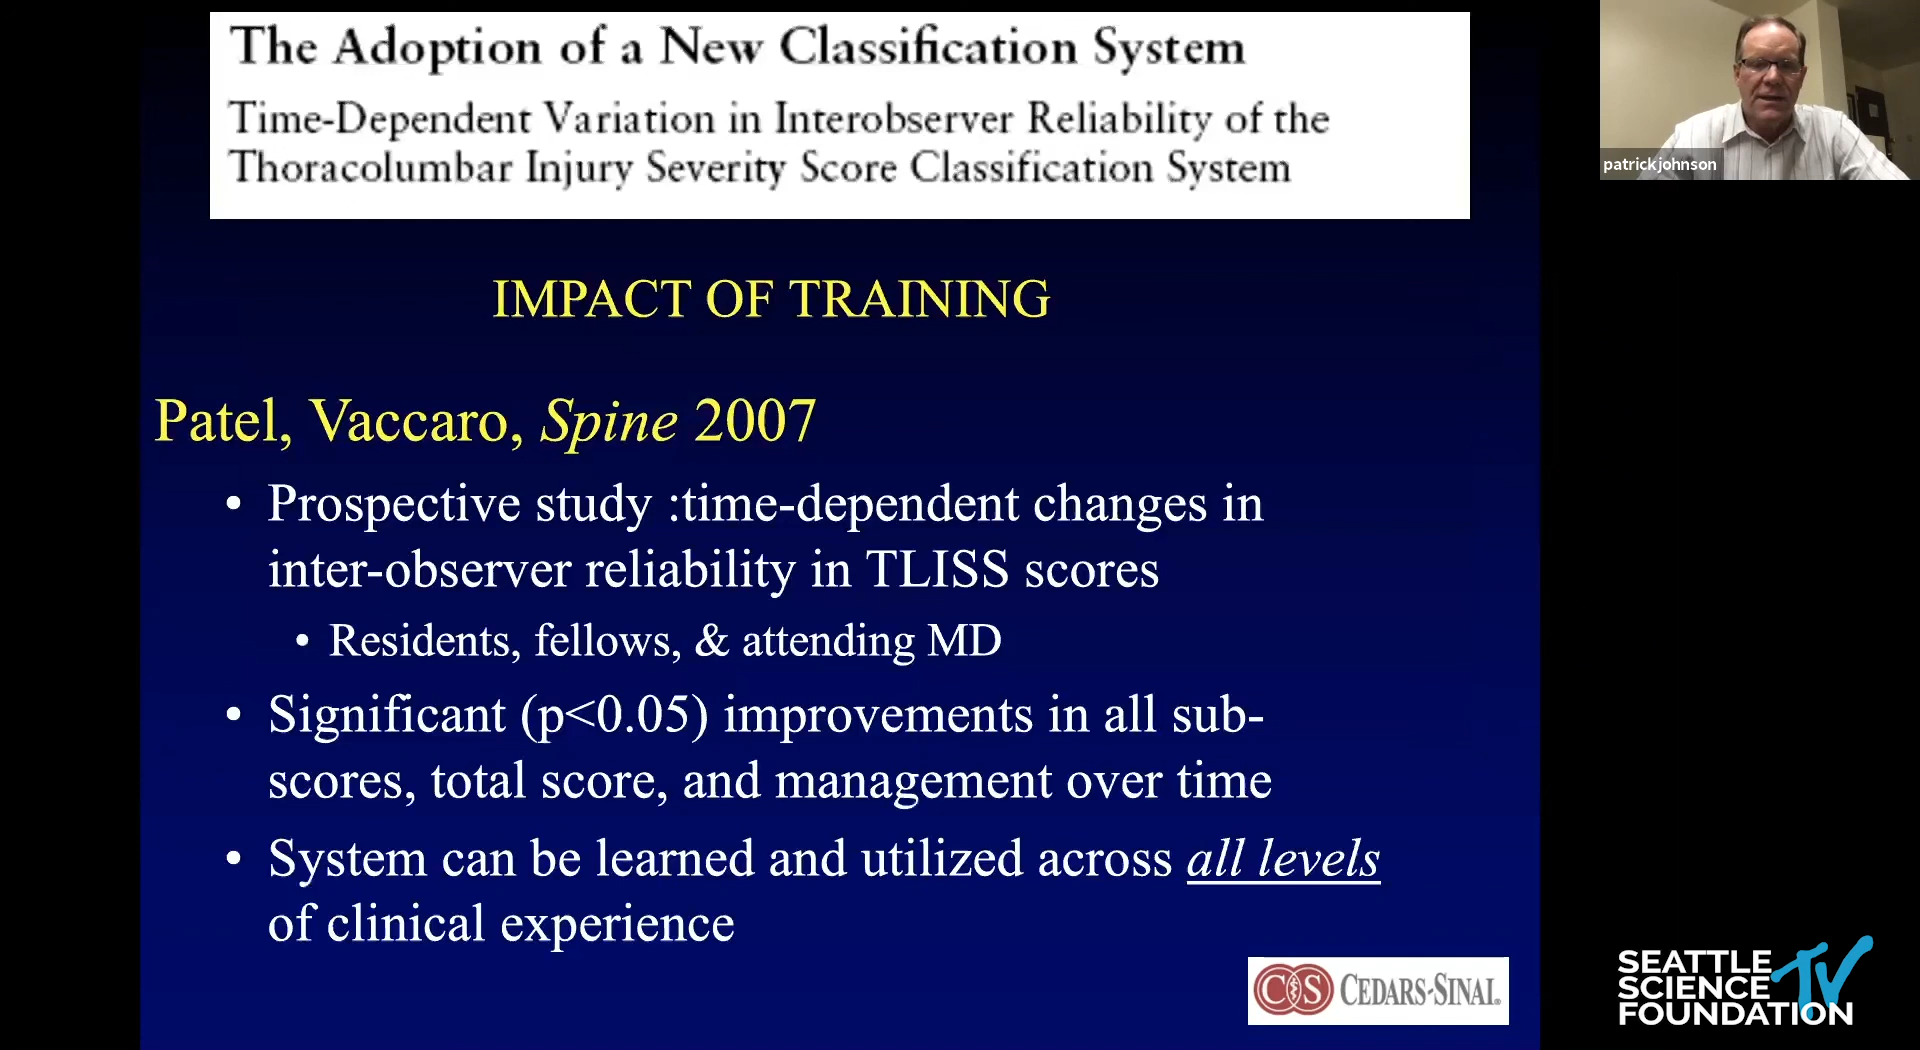 The Adoption of a New Classification System
Time-Dependent Variation in Interobserver Reliability of the
Thoracolumbar Injury Severity Score Classification System
patrickjohnson
IMPACT OF TRAINING
Patel, Vaccaro, Spine 2007
• Prospective study :time-dependent changes in
inter-observer reliability in TLISS scores
• Residents, fellows, & attending MD
• Significant (p<0.05) improvements in all sub-
scores, total score, and management over time
• System can be learned and utilized across all levels
of clinical experience
CS CEDARS-SINAI.
SEATTLE
SCIENCE TV
FOUNDATION